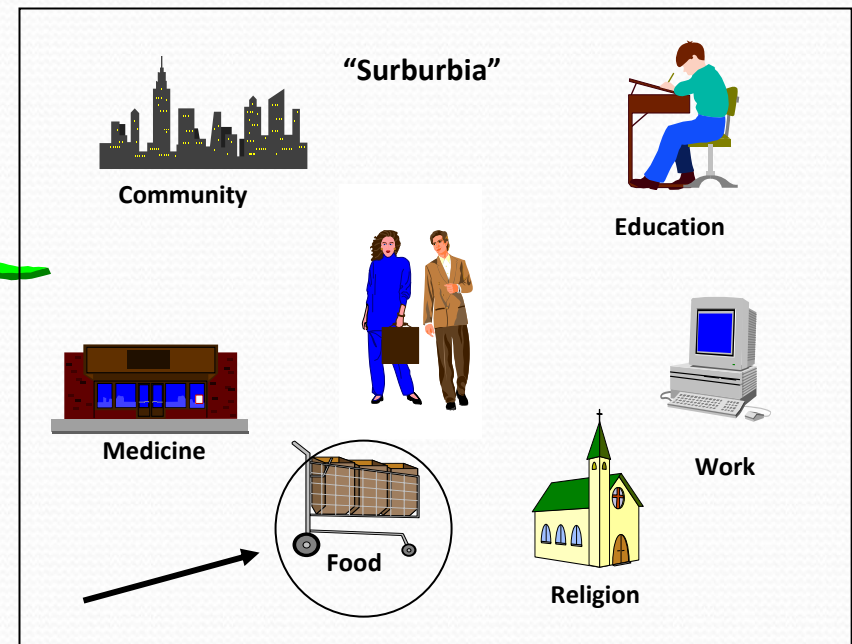 “Surburbia”
Community
Education
Medicine
Work
Food
Religion